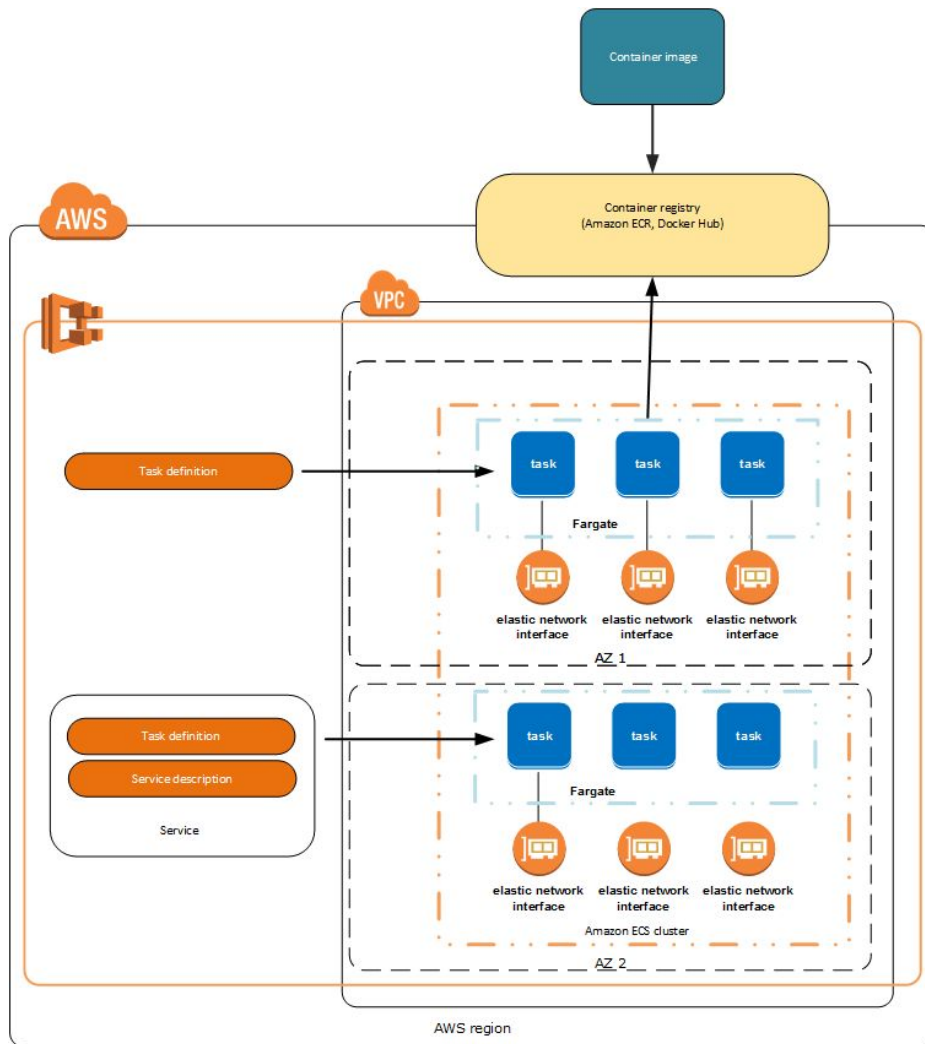 Container image
Container registry
(Amazon ECR, Docker Hub)
AWS
VPC
Task definition
task
task
task
Fargate
elastic network
interface
elastic network
interface
elastic network
interface
AZ 1
Task definition
Service description
Service
task
task
task
Fargate
elastic network
interface
elastic network
interface
elastic network
interface
Amazon ECS cluster
AZ 2
AWS region